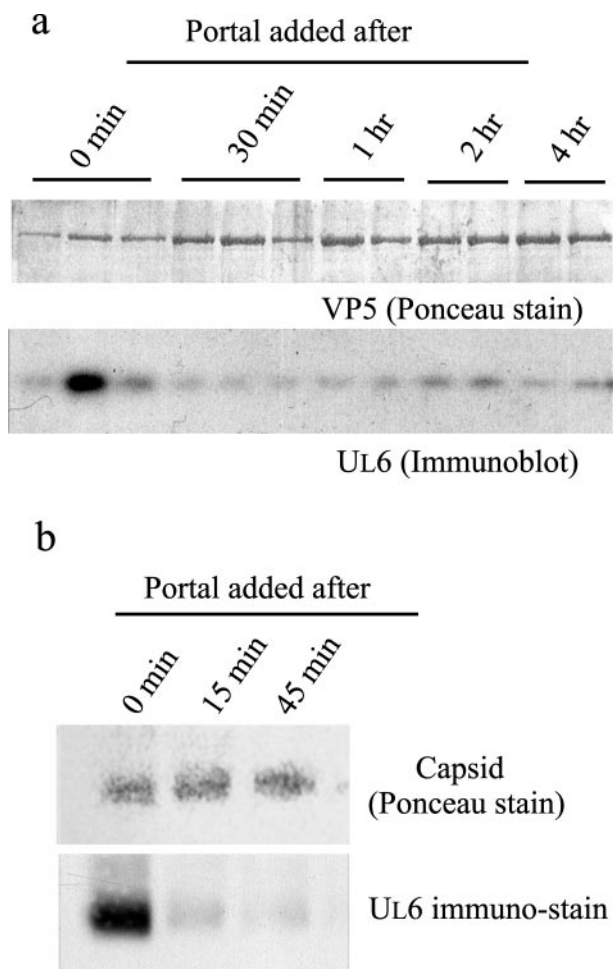 a
Portal added after
0 min
30 min
1 hr
2 hr
4 hr
VP5 (Ponceau stain)
UL6 (Immunoblot)
b
Portal added after
0 min
15 min
45 min
Capsid
(Ponceau stain)
UL6 immuno-stain